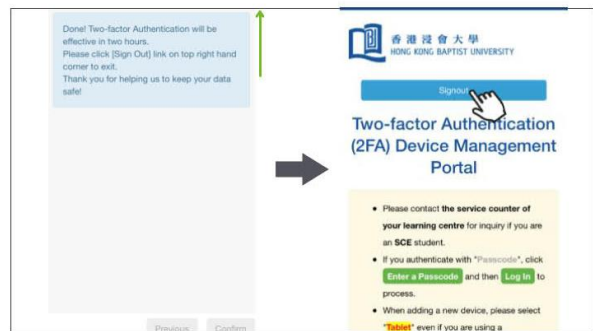 Done! Two-factor Authentication will be
effective in two hours.
Please click [Sign Out] link on top right hand
corner to exit.
Thank you for helping us to keep your data
safe!
Previous Confirm
香港浸會大學
HONG KONG BAPTIST UNIVERSITY
Signout
Two-factor Authentication
(2FA) Device Management
Portal
• Please contact the service counter of
your learning centre for inquiry if you are
an SCE student.
• If you authenticate with "Passcode", click
Enter a Passcode and then Log In to
process.
• When adding a new device, please select
"Tablet" even if you are using a